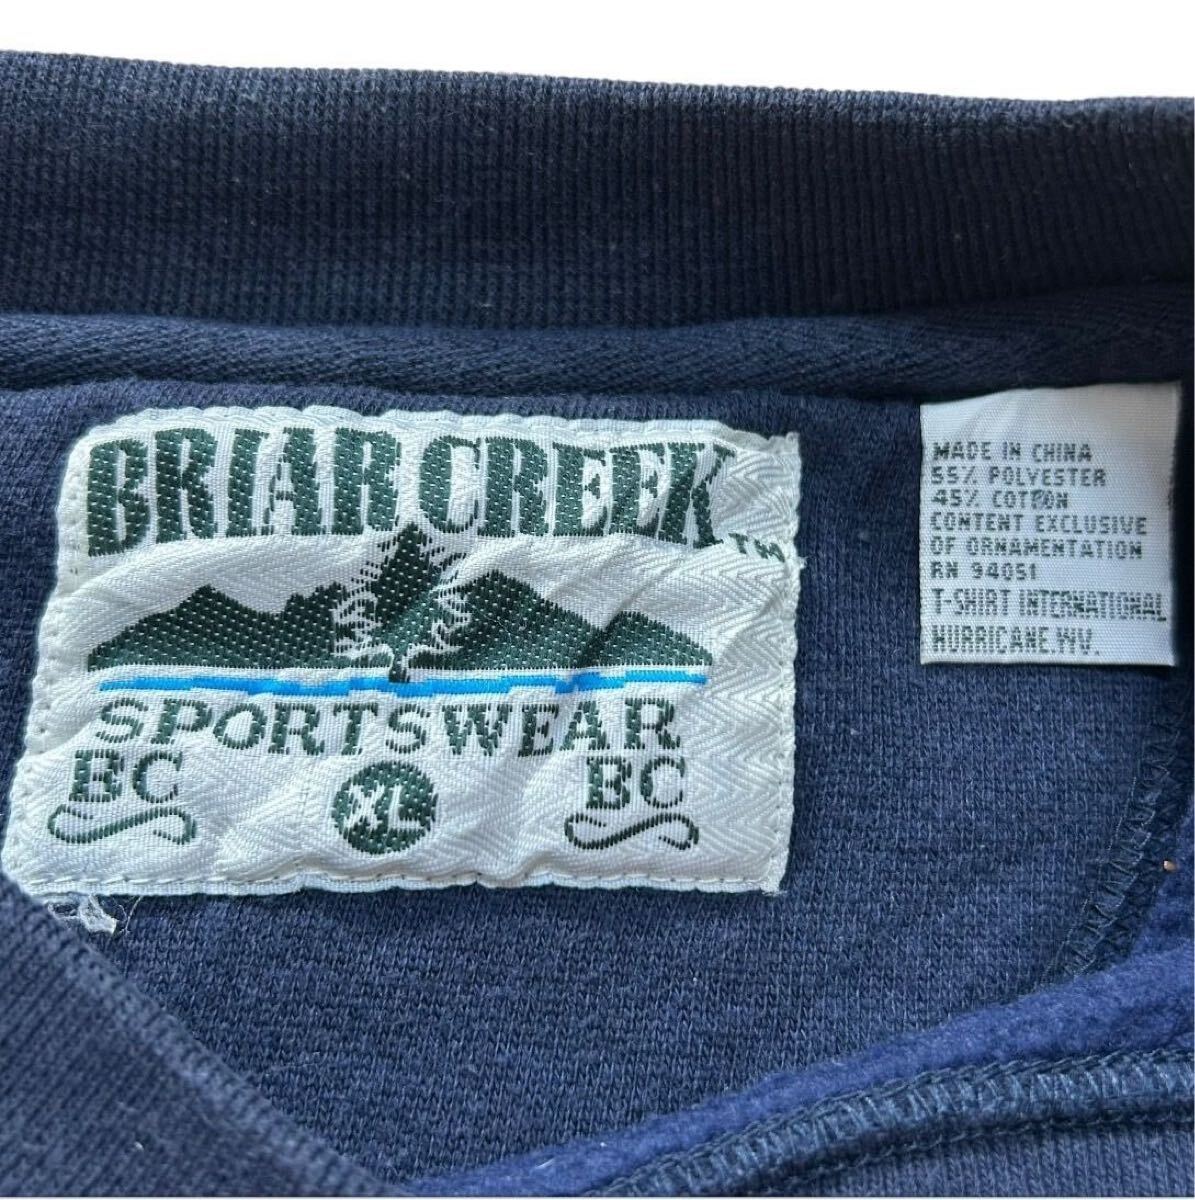 BRIAR CREEK TM
SPORTSWEAR
BC XL BC
MADE IN CHINA
55% POLYESTER
45% COTTON
CONTENT EXCLUSIVE
OF ORNAMENTATION
RN 94051
T-SHIRT INTERNATIONAL
HURRICANE, WV.